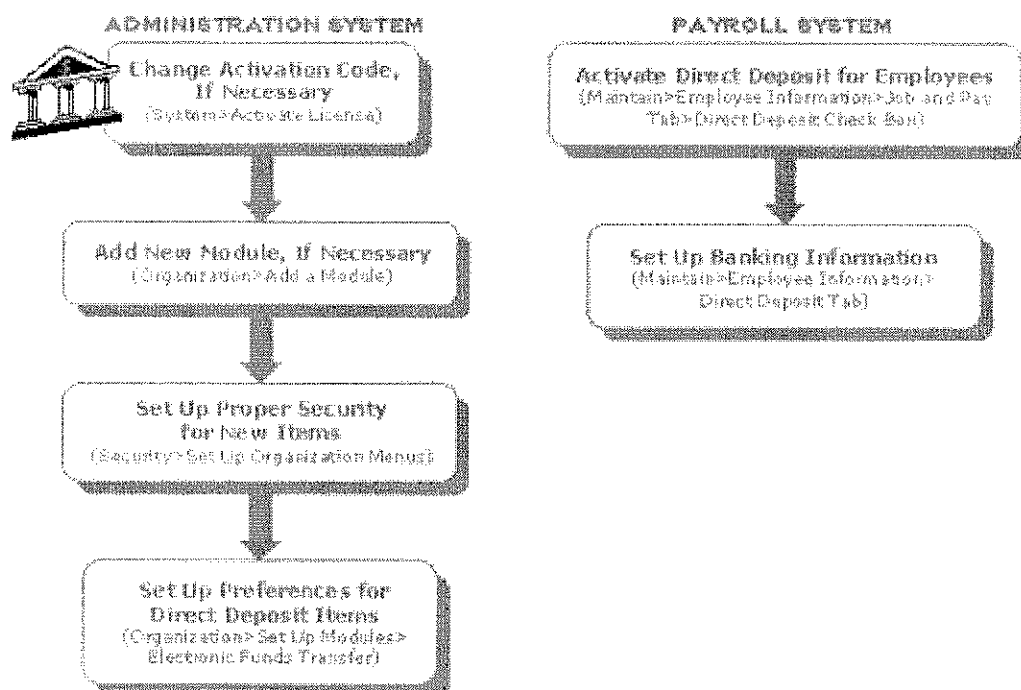 ADMINISTRATION SYSTEM
Change Activation Code,
If Necessary
(System>Activate License)
Add New Module, If Necessary
(Organization>Add a Module)
Set Up Proper Security
for New Items
(Security>Set Up Organization Menus)
Set Up Preferences for
Direct Deposit Items
(Organization>Set Up Modules>
Electronic Funds Transfer)
PAYROLL SYSTEM
Activate Direct Deposit for Employees
(Maintain>Employee Information>Job and Pay
Tab>Direct Deposit Check Box)
Set Up Banking Information
(Maintain>Employee Information>
Direct Deposit Tab)